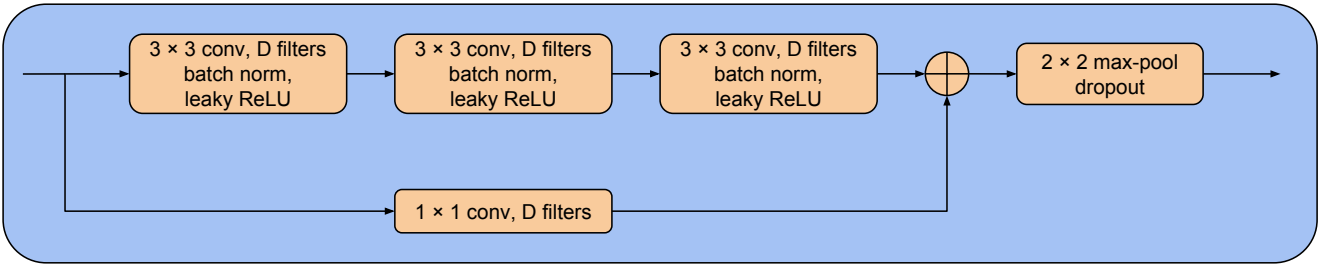 3 × 3 conv, D filters
batch norm,
leaky ReLU
3 × 3 conv, D filters
batch norm,
leaky ReLU
3 × 3 conv, D filters
batch norm,
leaky ReLU
2 × 2 max-pool
dropout
1 × 1 conv, D filters